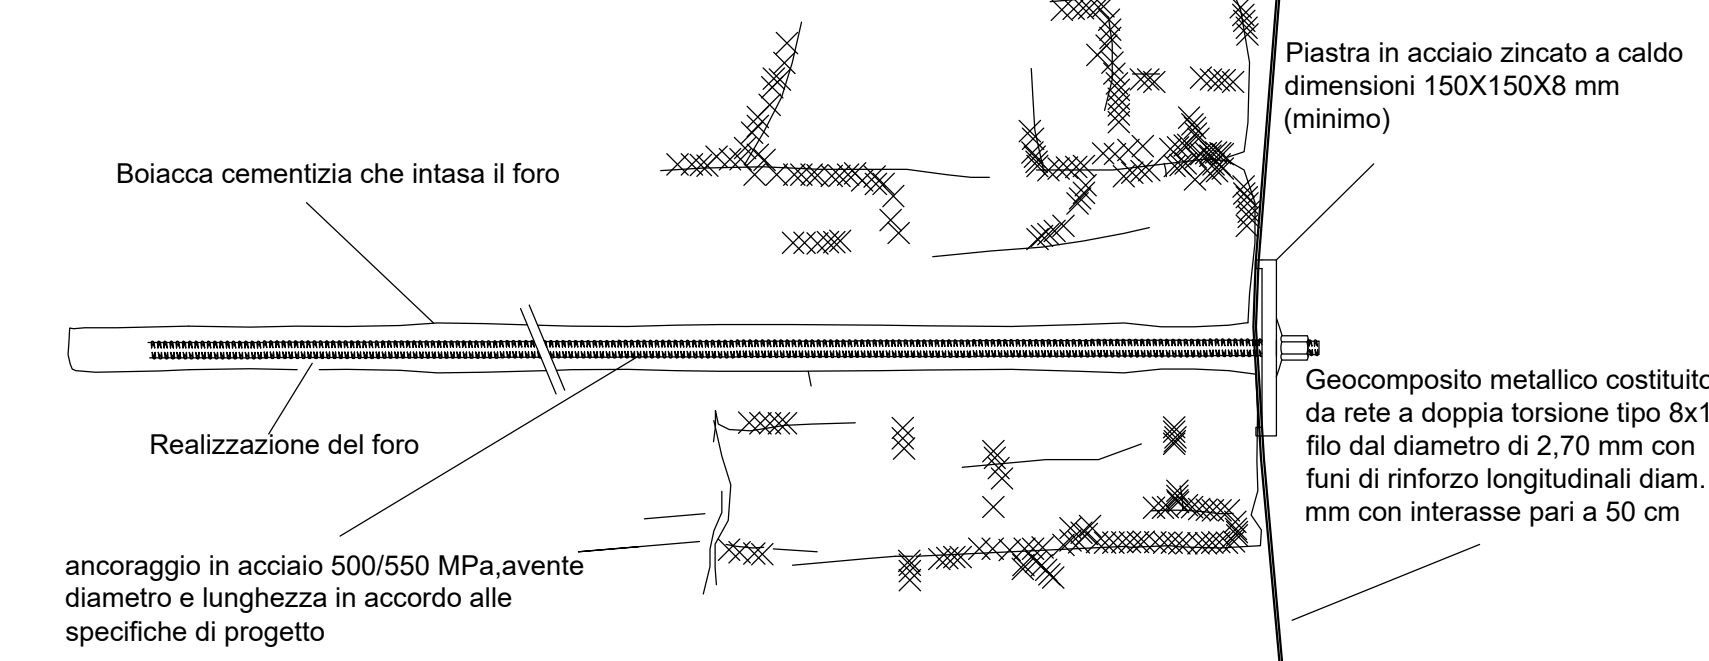 Piastra in acciaio zincato a caldo
dimensioni 150X150X8 mm
(minimo)
Boiacca cementizia che intasa il foro
Realizzazione del foro
Geocomposito metallico costituito
da rete a doppia torsione tipo 8x1
filo dal diametro di 2,70 mm con
funi di rinforzo longitudinali diam.
mm con interasse pari a 50 cm
ancoraggio in acciaio 500/550 MPa,avente
diametro e lunghezza in accordo alle
specifiche di progetto